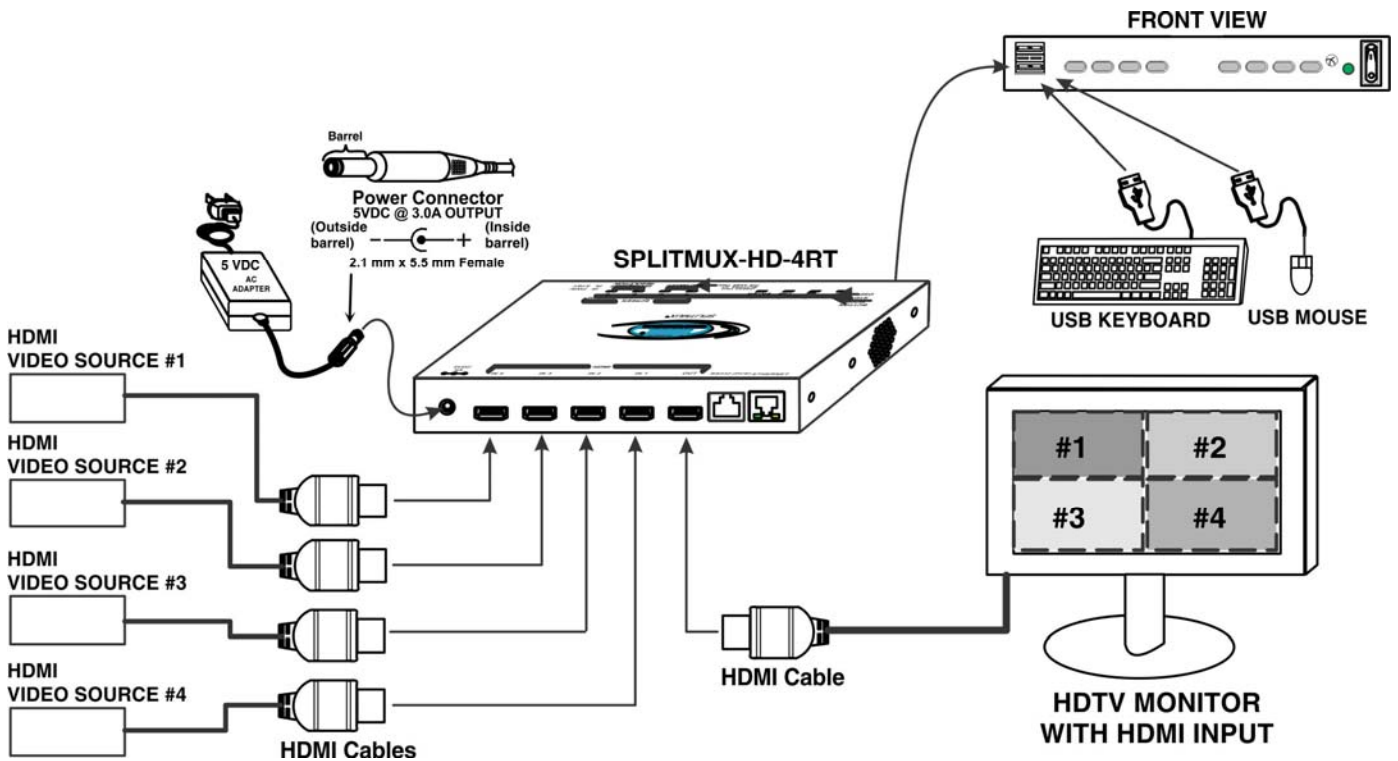 FRONT VIEW
Barrel
Power Connector
5VDC @ 3.0A OUTPUT
(Outside barrel)
- +
(Inside barrel)
2.1 mm x 5.5 mm Female
5 VDC
AC
ADAPTER
SPLITMUX-HD-4RT
USB KEYBOARD
USB MOUSE
HDMI
VIDEO SOURCE #1
HDMI
VIDEO SOURCE #2
HDMI
VIDEO SOURCE #3
HDMI
VIDEO SOURCE #4
HDMI Cables
HDMI Cable
#1
#2
#3
#4
HDTV MONITOR
WITH HDMI INPUT